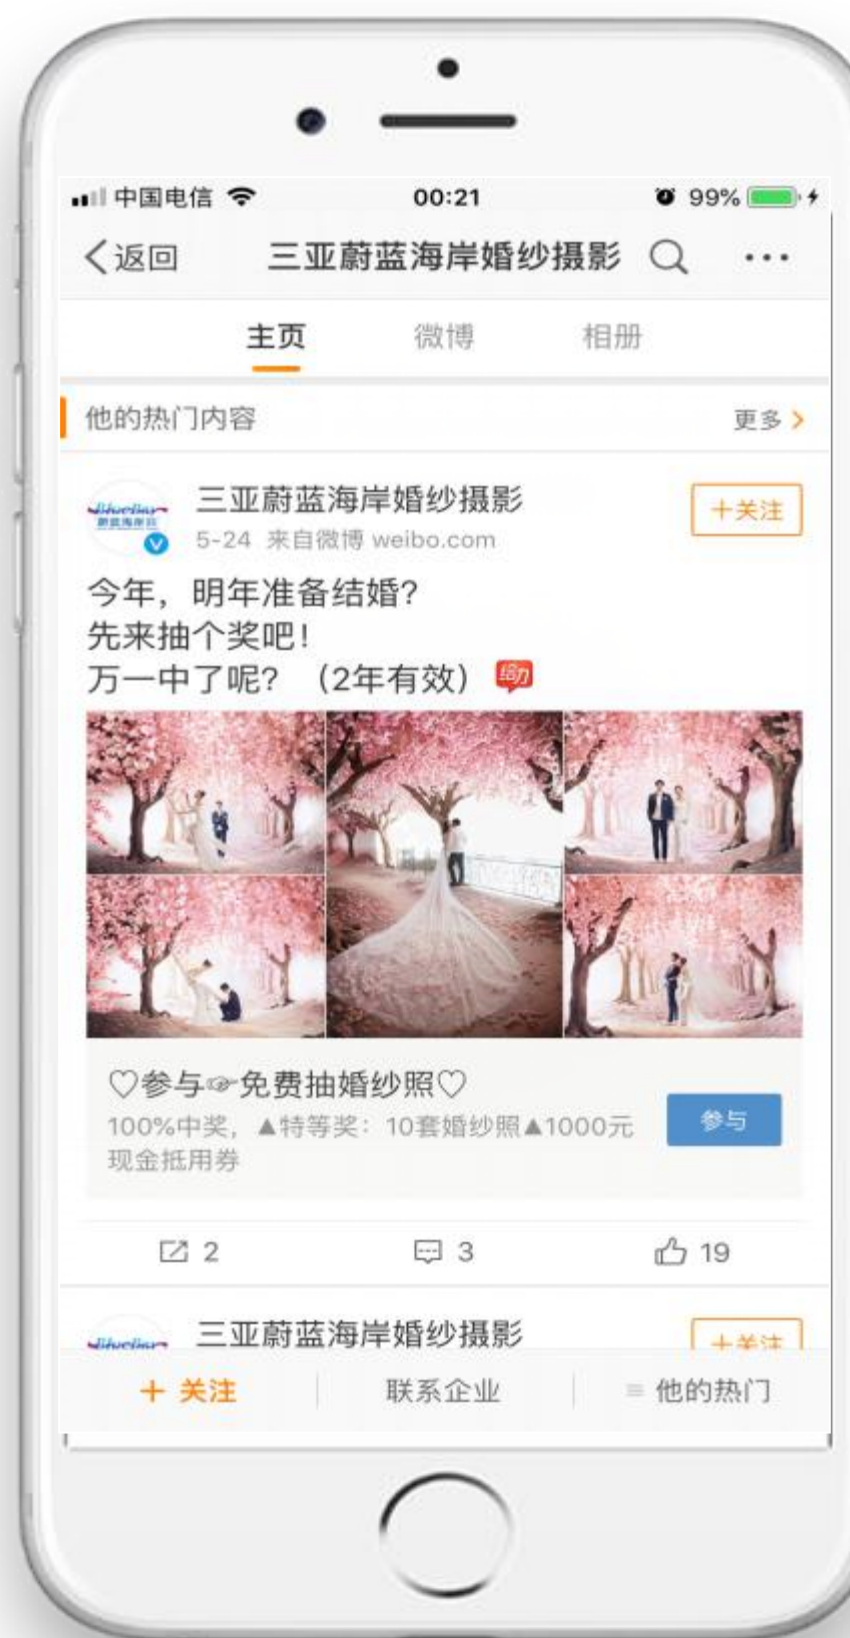 中国电信 00:21 99%
返回 三亚蔚蓝海岸婚纱摄影
主页 微博 相册
他的热门内容 更多
三亚蔚蓝海岸婚纱摄影 +关注
5-24 来自微博 weibo.com
今年，明年准备结婚？
先来抽个奖吧！
万一中了呢？（2年有效） 给力
♡参与☞免费抽婚纱照♡
100%中奖，▲特等奖：10套婚纱照▲1000元
现金抵用券
参与
2 3 19
三亚蔚蓝海岸婚纱摄影 +关注
+ 关注 联系企业 他的热门